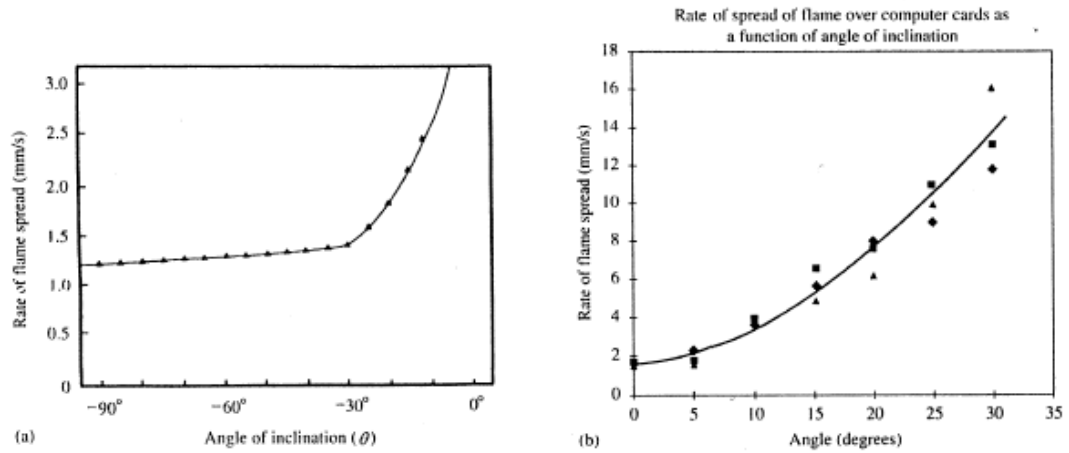 3.0
2.5
2.0
1.5
1.0
0.5
0
Rate of flame spread (mm/s)
−90° −60° −30° 0°
(a) Angle of inclination (θ)
Rate of spread of flame over computer cards as
a function of angle of inclination
18
16
14
12
10
8
6
4
2
0
Rate of flame spread (mm/s)
0 5 10 15 20 25 30 35
(b) Angle (degrees)